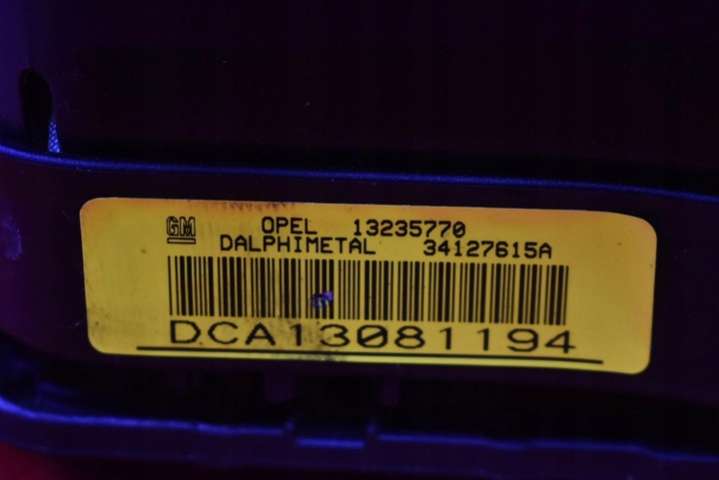 GM OPEL 13235770
DALPHIMETAL 34127615A
DCA13081194